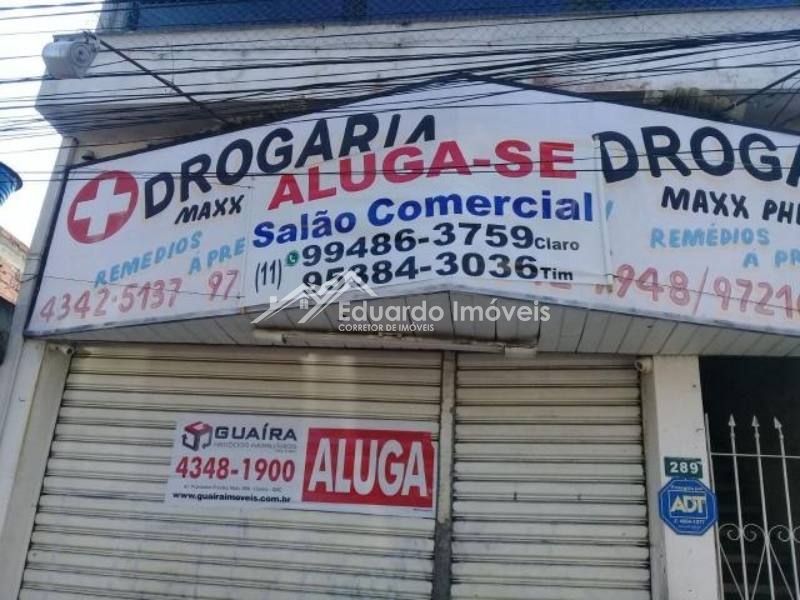 DROGARIA
MAXX
REMEDIOS
A PRE
4342-5137 97
ALUGA-SE
Salão Comercial
(11) 99486-3759 Claro
95384-3036 Tim
DROGA
MAXX PH
REMÉDIOS
A P
948/9721
Eduardo Imóveis
CORRETOR DE IMÓVEIS
GUAÍRA
NEGÓCIOS IMOBILIÁRIOS
4348-1900
www.guairaimoveis.com.br
ALUGA
289
ADT